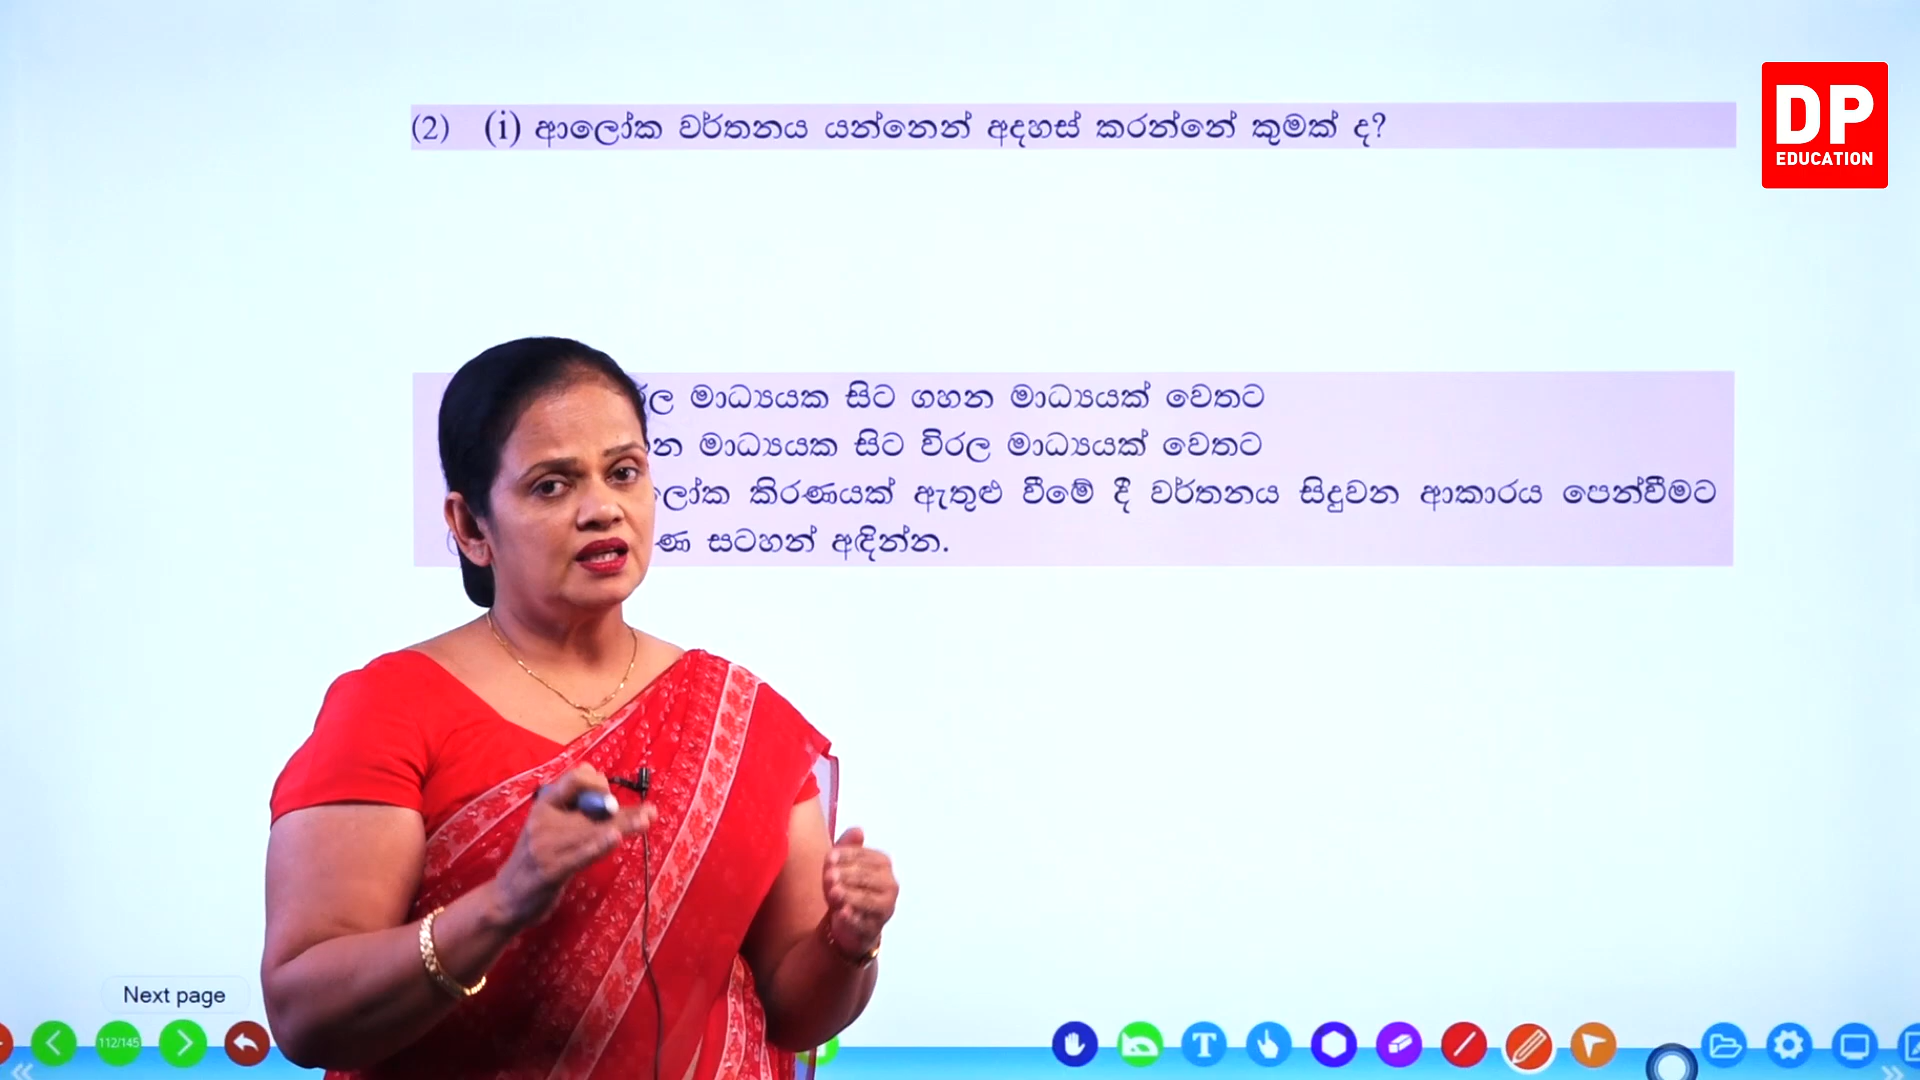 DP
EDUCATION
(2) (i) ආලෝක වර්තනය යන්නෙන් අදහස් කරන්නේ කුමක් ද?
මාධ්‍යයක සිට ගහන මාධ්‍යයක් වෙතට
මාධ්‍යයක සිට විරල මාධ්‍යයක් වෙතට
කිරණයක් ඇතුළු වීමේ දී වර්තනය සිදුවන ආකාරය පෙන්වීමට
සටහන් අඳින්න.
Next page
112/145
T